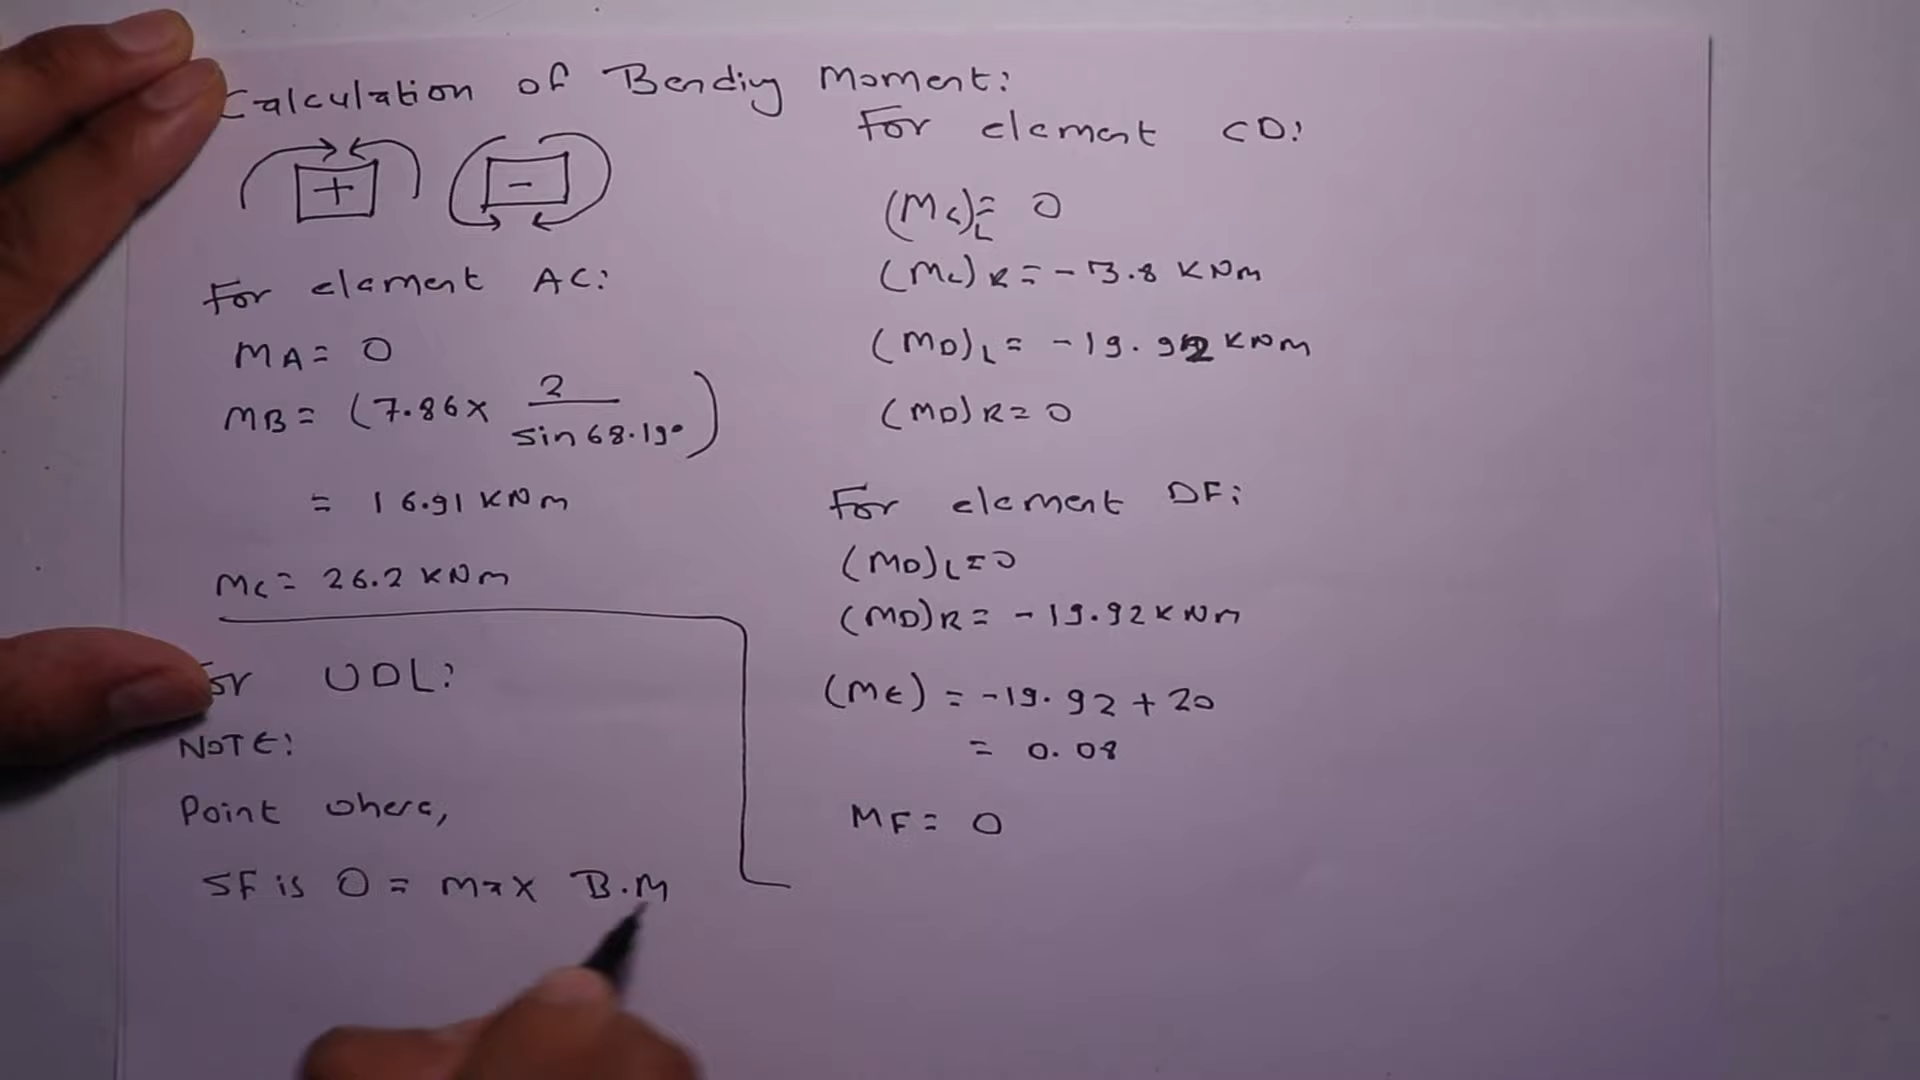 Calculation of Bending Moment:
+ -
For element AC:
MA = 0
MB = (7.86 x 2 / sin 68.19°)
= 16.91 KNm
Mc = 26.2 KNm
For UDL:
NOTE:
Point where,
SF is 0 = max B.M
For element CD:
(Mc)L = 0
(Mc)R = -3.8 KNm
(MD)L = -19.92 KNm
(MD)R = 0
For element DF:
(MD)L = 0
(MD)R = -19.92 KNm
(ME) = -19.92 + 20
= 0.08
MF = 0